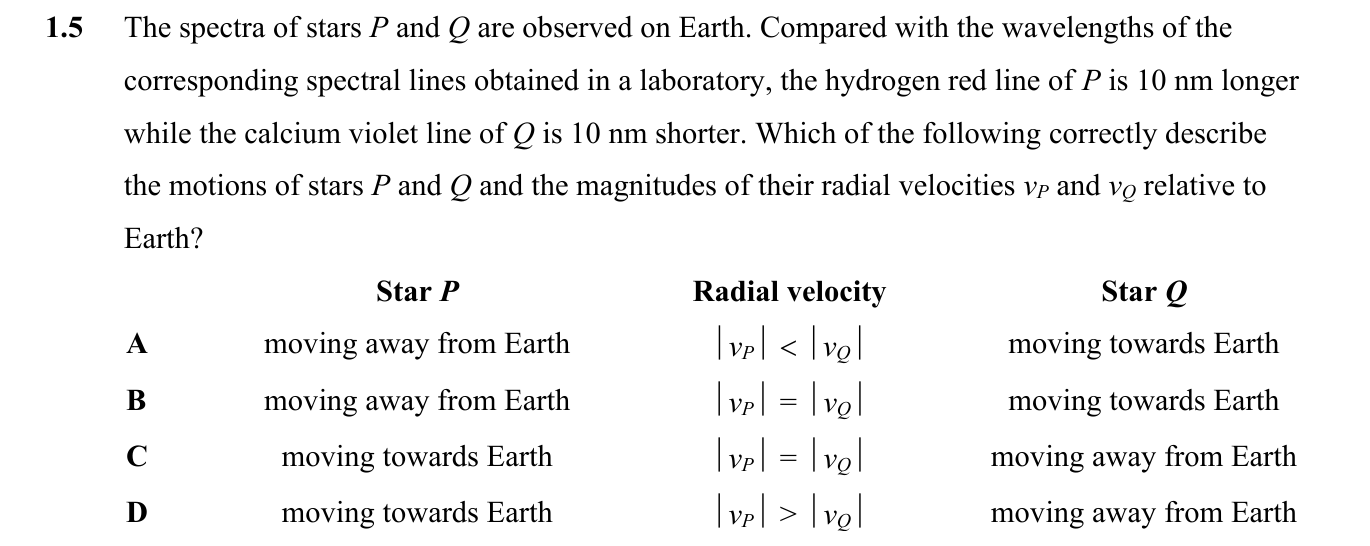 1.5 The spectra of stars P and Q are observed on Earth. Compared with the wavelengths of the
corresponding spectral lines obtained in a laboratory, the hydrogen red line of P is 10 nm longer
while the calcium violet line of Q is 10 nm shorter. Which of the following correctly describe
the motions of stars P and Q and the magnitudes of their radial velocities vP and vQ relative to
Earth?
Star P Radial velocity Star Q
A moving away from Earth |vP| < |vQ| moving towards Earth
B moving away from Earth |vP| = |vQ| moving towards Earth
C moving towards Earth |vP| = |vQ| moving away from Earth
D moving towards Earth |vP| > |vQ| moving away from Earth